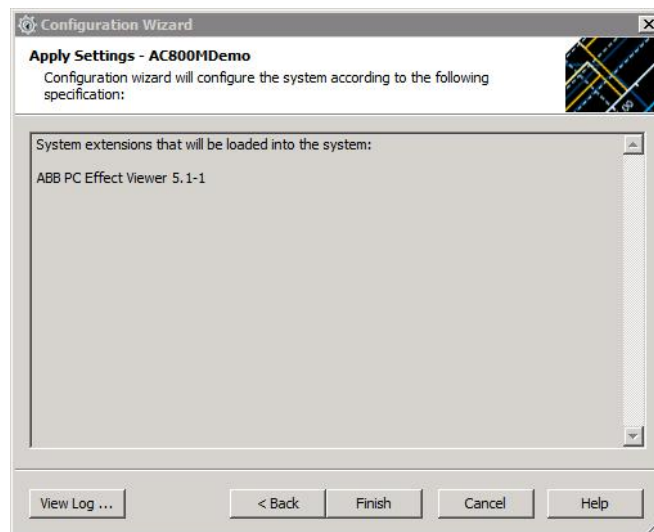 Configuration Wizard
Apply Settings - AC800MDemo
Configuration wizard will configure the system according to the following
specification:
System extensions that will be loaded into the system:
ABB PC Effect Viewer 5.1-1
View Log ...
< Back
Finish
Cancel
Help